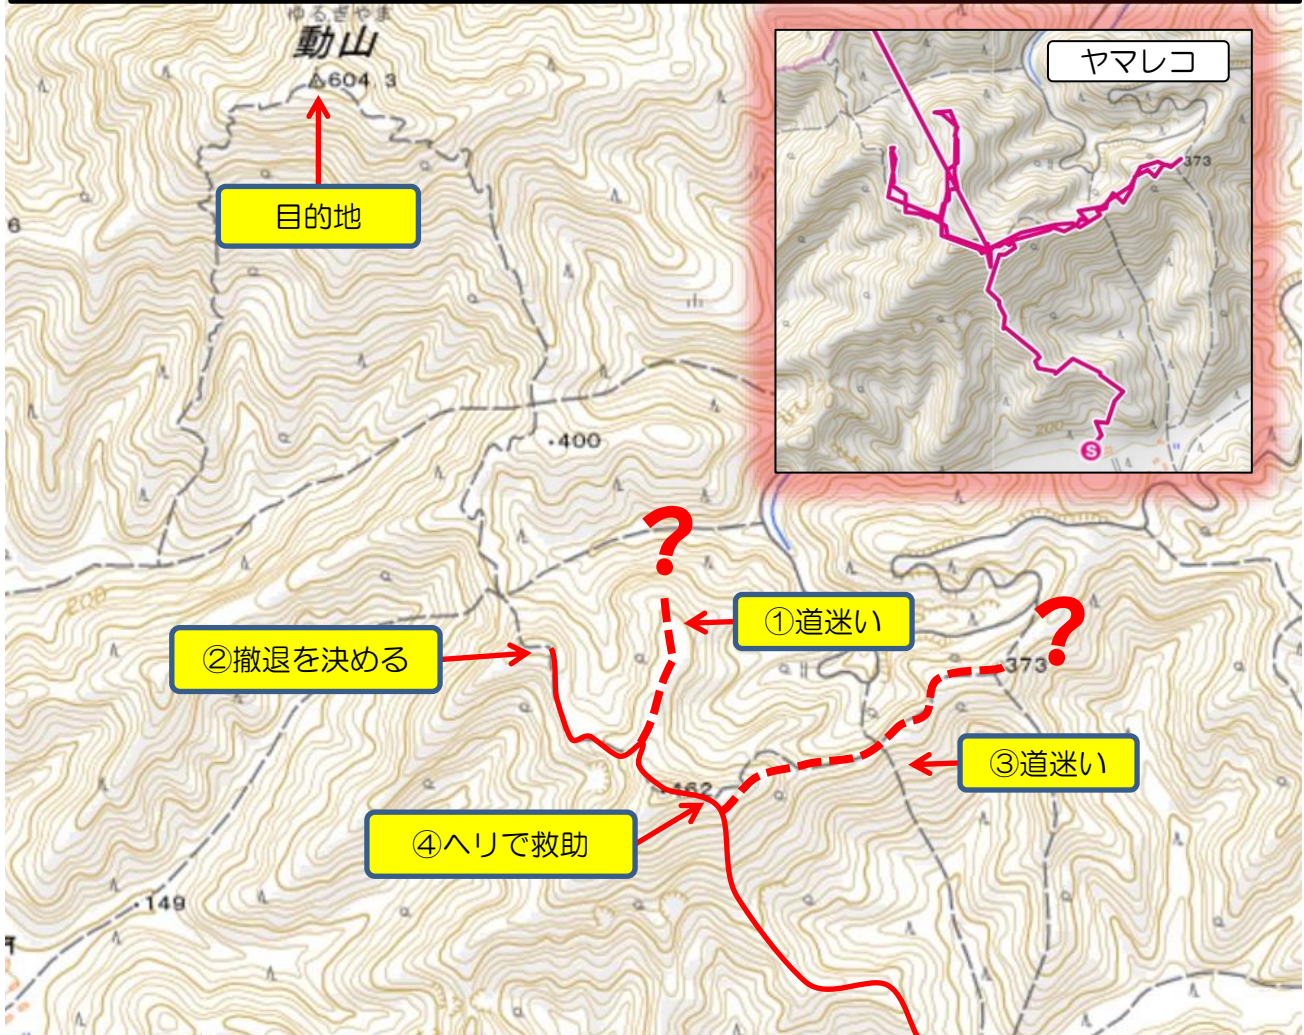 ゆるぎやま
動山
604.3
目的地
ヤマレコ
373
200
S
6
400
200
?
?
①道迷い
②撤退を決める
373
③道迷い
462
④ヘリで救助
149